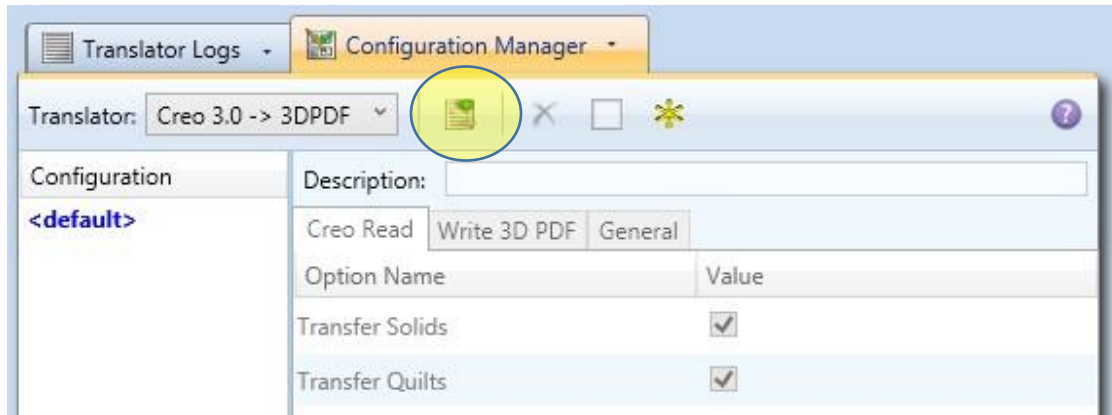 Translator Logs
Configuration Manager
Translator: Creo 3.0 -> 3DPDF
Configuration
Description:
<default>
Creo Read Write 3D PDF General
Option Name Value
Transfer Solids
Transfer Quilts